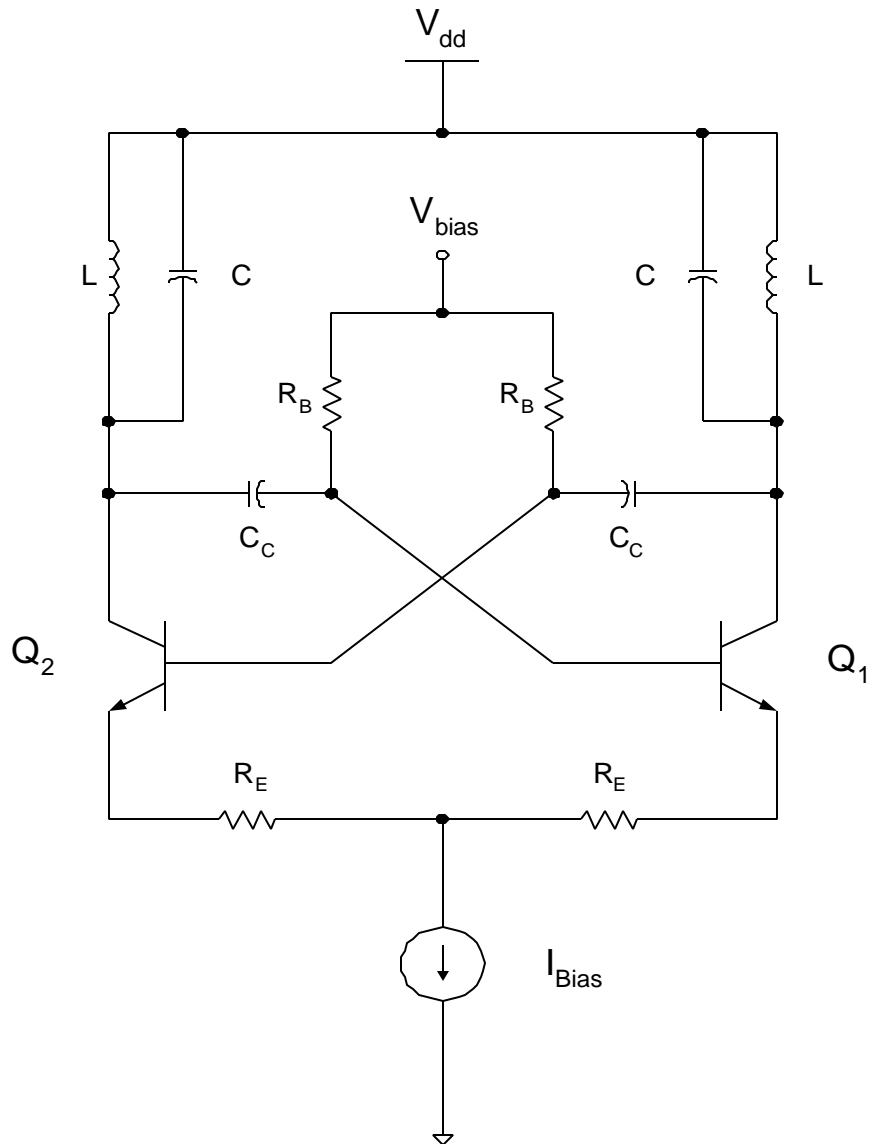 V_dd
V_bias
L C C L
R_B R_B
C_C C_C
Q_2 Q_1
R_E R_E
I_Bias